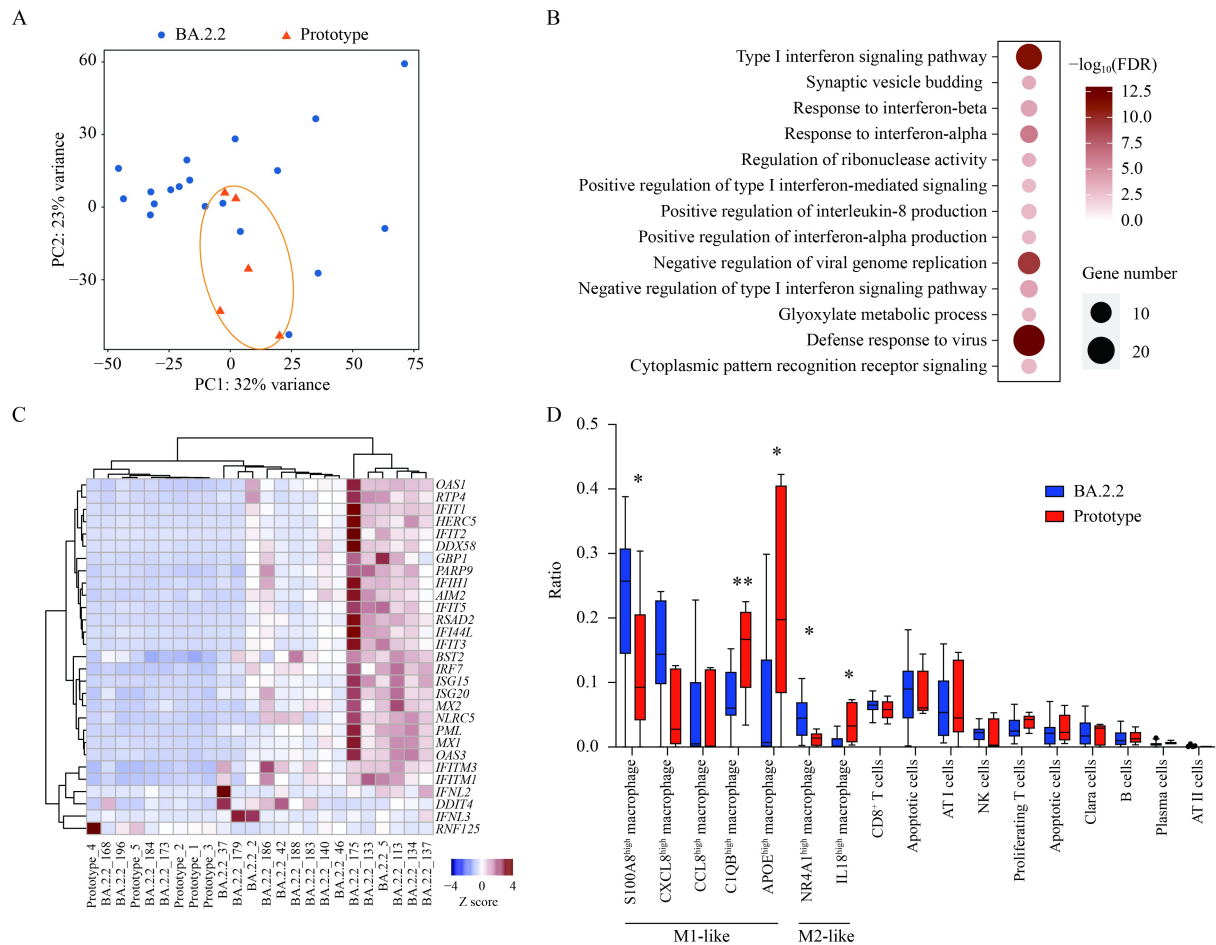 A
BA.2.2
Prototype
60
30
0
−30
−50
−25
0
25
50
75
PC2: 23% variance
PC1: 32% variance
B
Type I interferon signaling pathway
Synaptic vesicle budding
Response to interferon-beta
Response to interferon-alpha
Regulation of ribonuclease activity
Positive regulation of type I interferon-mediated signaling
Positive regulation of interleukin-8 production
Positive regulation of interferon-alpha production
Negative regulation of viral genome replication
Negative regulation of type I interferon signaling pathway
Glyoxylate metabolic process
Defense response to virus
Cytoplasmic pattern recognition receptor signaling
−log₁₀(FDR)
12.5
10.0
7.5
5.0
2.5
0.0
Gene number
10
20
C
OAS1
RTP4
IFIT1
HERC5
IFIT2
DDX58
GBP1
PARP9
IFIH1
AIM2
IFIT5
RSAD2
IFI44L
IFIT3
BST2
IRF7
ISG15
ISG20
MX2
NLRC5
PML
MX1
OAS3
IFITM3
IFITM1
IFNL2
DDIT4
IFNL3
RNF125
Prototype_4
BA.2.2_168
BA.2.2_196
Prototype_5
BA.2.2_184
BA.2.2_173
Prototype_2
Prototype_1
Prototype_3
BA.2.2_37
BA.2.2_179
BA.2.2_2
BA.2.2_186
BA.2.2_42
BA.2.2_188
BA.2.2_183
BA.2.2_140
BA.2.2_46
BA.2.2_175
BA.2.2_133
BA.2.2_5
BA.2.2_113
BA.2.2_134
BA.2.2_137
−4 0 4
Z score
D
0.5
0.4
0.3
0.2
0.1
0.0
Ratio
BA.2.2
Prototype
*
**
*
*
*
S100A8ʰⁱᵍʰ macrophage
CXCL8ʰⁱᵍʰ macrophage
CCL8ʰⁱᵍʰ macrophage
C1QBʰⁱᵍʰ macrophage
APOEʰⁱᵍʰ macrophage
NR4A1ʰⁱᵍʰ macrophage
IL18ʰⁱᵍʰ macrophage
CD8⁺ T cells
Apoptotic cells
AT I cells
NK cells
Proliferating T cells
Apoptotic cells
Clara cells
B cells
Plasma cells
AT II cells
M1-like
M2-like